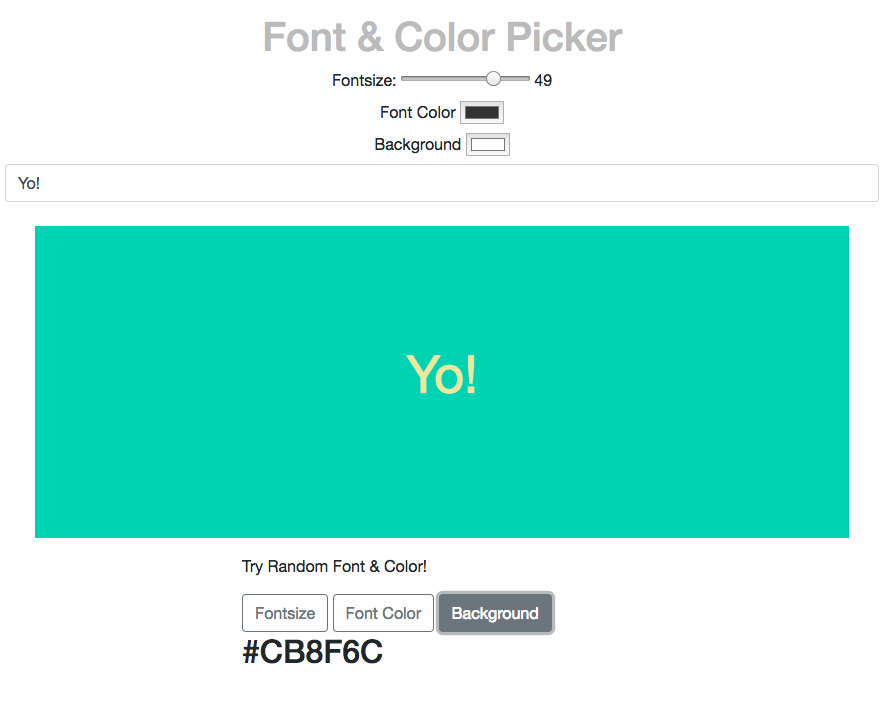 Font & Color Picker
Fontsize: 49
Font Color
Background
Yo!
Yo!
Try Random Font & Color!
Fontsize Font Color Background
#CB8F6C